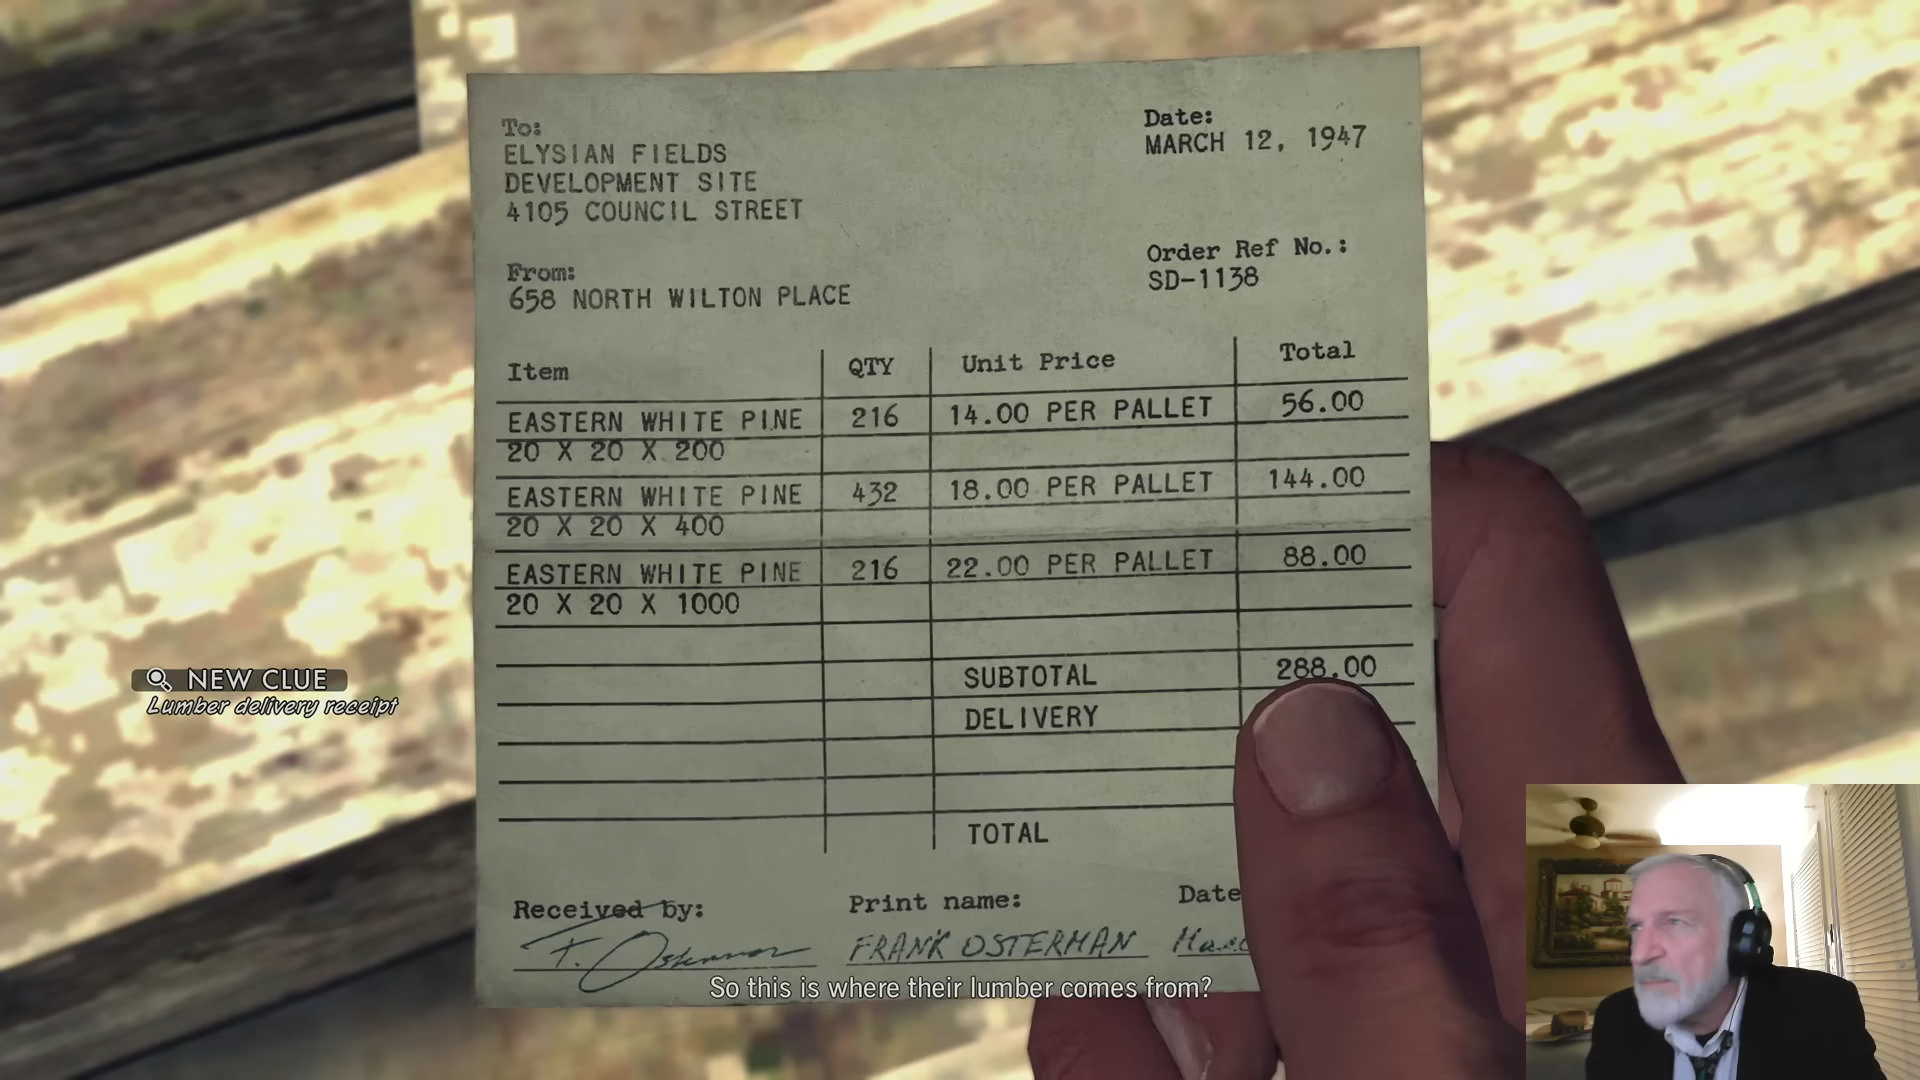 To:
ELYSIAN FIELDS
DEVELOPMENT SITE
4105 COUNCIL STREET
Date:
MARCH 12, 1947
From:
658 NORTH WILTON PLACE
Order Ref No.:
SD-1138
Item QTY Unit Price Total
EASTERN WHITE PINE 216 14.00 PER PALLET 56.00
20 X 20 X 200
EASTERN WHITE PINE 432 18.00 PER PALLET 144.00
20 X 20 X 400
EASTERN WHITE PINE 216 22.00 PER PALLET 88.00
20 X 20 X 1000
SUBTOTAL 288.00
DELIVERY
TOTAL
Received by: Print name: Date
F. Osterman FRANK OSTERMAN
NEW CLUE
Lumber delivery receipt
So this is where their lumber comes from?